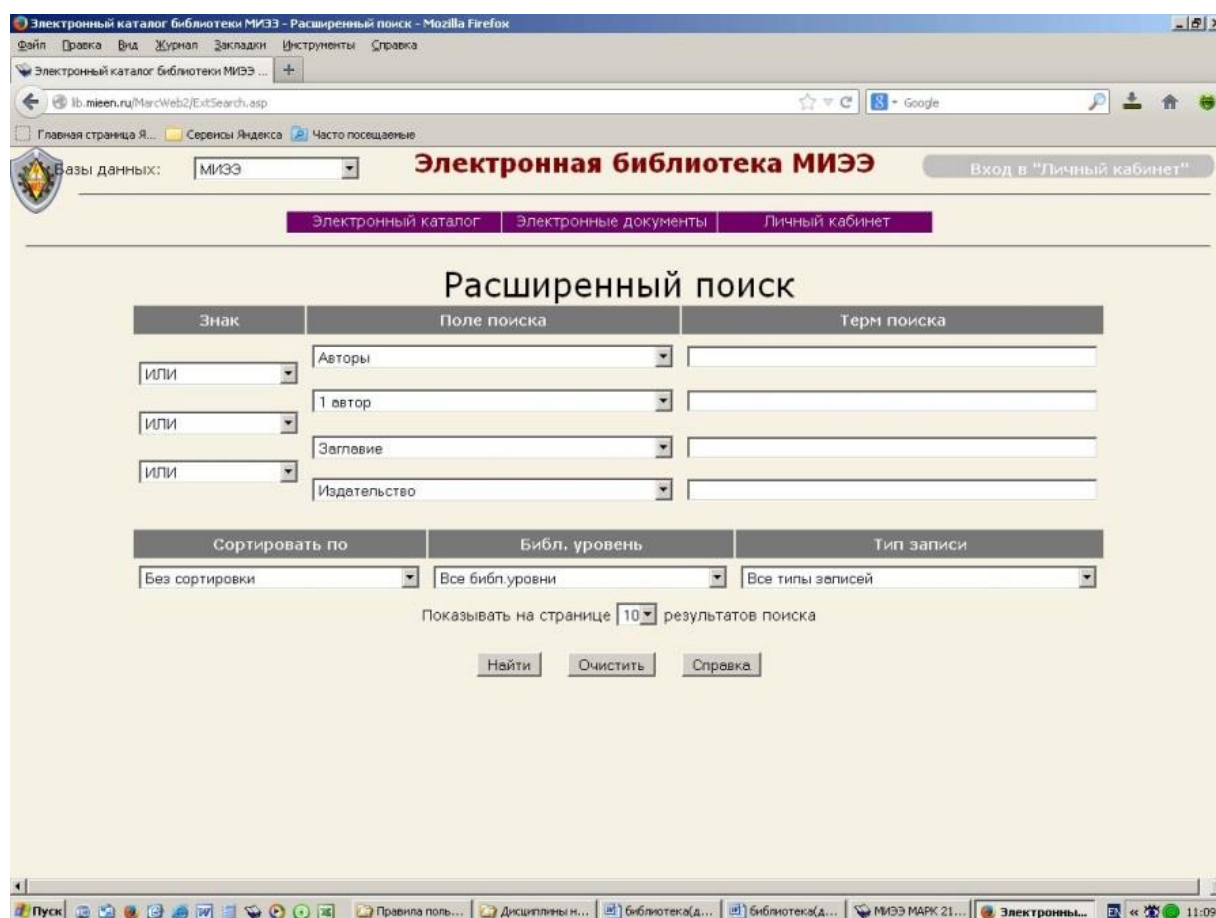 Электронный каталог библиотеки МИЭЭ - Расширенный поиск - Mozilla Firefox
Файл Правка Вид Журнал Закладки Инструменты Справка
Электронный каталог библиотеки МИЭЭ ... +
lib.mieen.ru/MarcWeb2/ExtSearch.asp
8 - Google
Главная страница Я... Сервисы Яндекса Часто посещаемые
Базы данных: МИЭЭ Электронная библиотека МИЭЭ Вход в "Личный кабинет"
Электронный каталог Электронные документы Личный кабинет
Расширенный поиск
Знак Поле поиска Терм поиска
Авторы
ИЛИ
1 автор
ИЛИ
Заглавие
ИЛИ
Издательство
Сортировать по Библ. уровень Тип записи
Без сортировки Все библ.уровни Все типы записей
Показывать на странице 10 результатов поиска
Найти Очистить Справка
Пуск Правила поль... Дисциплины н... библиотека(д... библиотека(д... МИЭЭ МАРК 21... Электронны... EN « 11:09